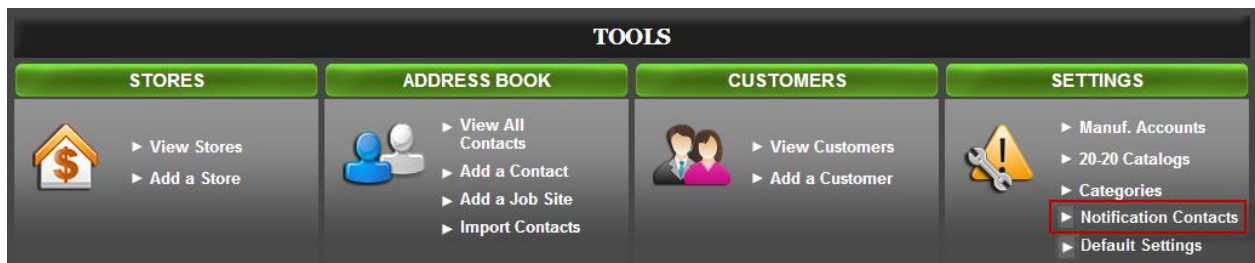 TOOLS
STORES
View Stores
Add a Store
ADDRESS BOOK
View All
Contacts
Add a Contact
Add a Job Site
Import Contacts
CUSTOMERS
View Customers
Add a Customer
SETTINGS
Manuf. Accounts
20-20 Catalogs
Categories
Notification Contacts
Default Settings